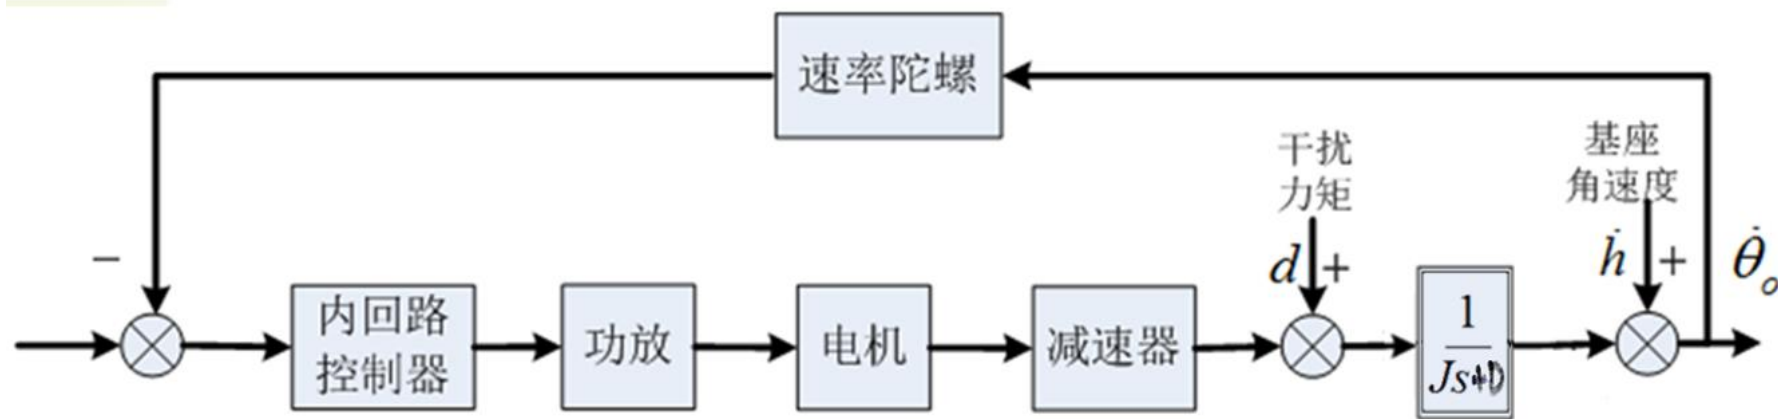 速率陀螺
干扰
力矩
基座
角速度
−
d
+
ḣ
+
θ̇ₒ
内回路
控制器
功放
电机
减速器
1
Js+D